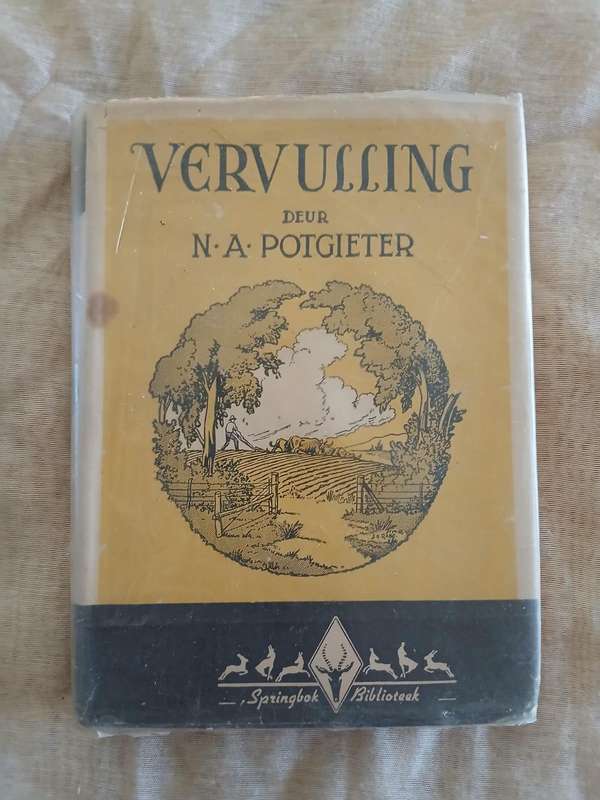 VERVULLING
DEUR
N·A·POTGIETER
Springbok Biblioteek